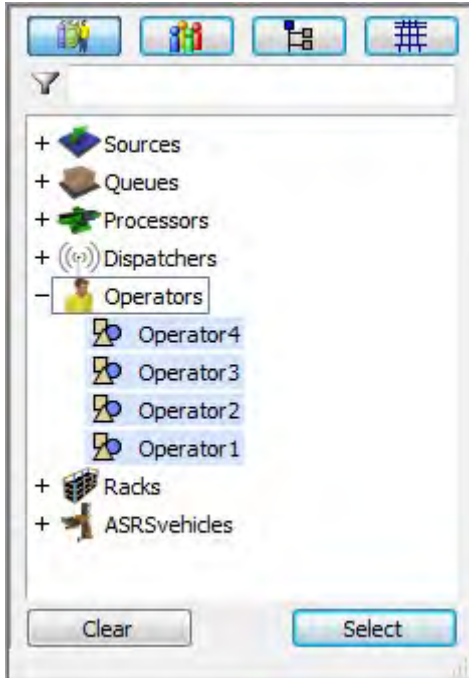 Sources
Queues
Processors
Dispatchers
Operators
Operator4
Operator3
Operator2
Operator1
Racks
ASRSvehicles
Clear Select